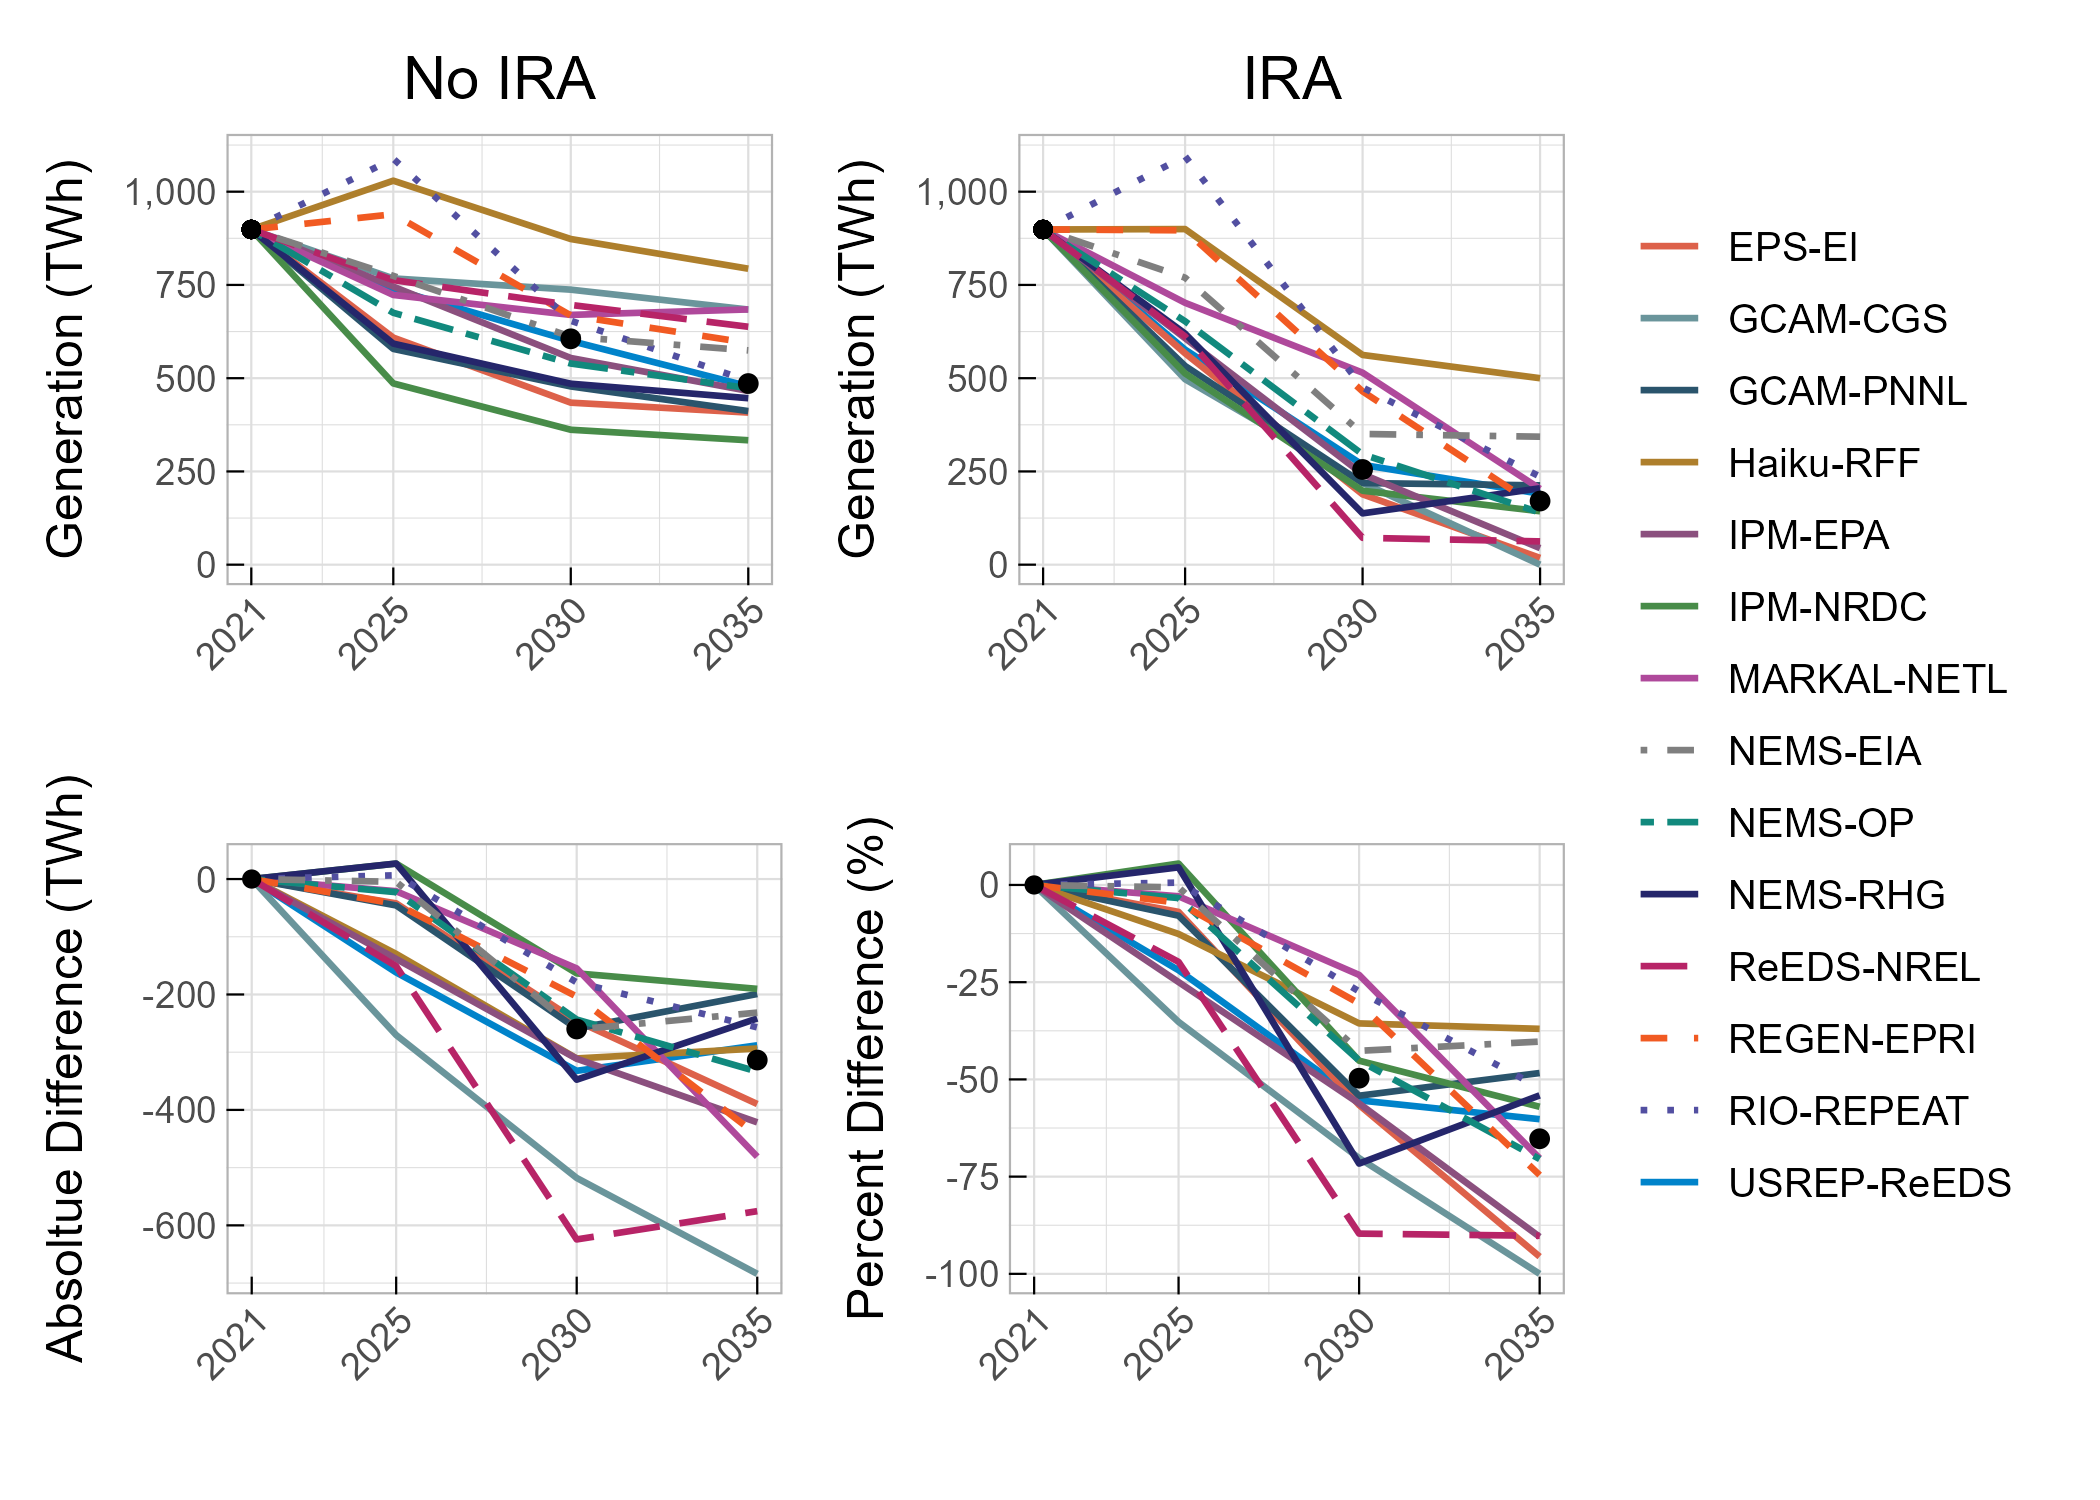 No IRA
IRA
Generation (TWh)
1,000
750
500
250
0
2021
2025
2030
2035
Generation (TWh)
1,000
750
500
250
0
2021
2025
2030
2035
Absoltue Difference (TWh)
0
-200
-400
-600
2021
2025
2030
2035
Percent Difference (%)
0
-25
-50
-75
-100
2021
2025
2030
2035
EPS-EI
GCAM-CGS
GCAM-PNNL
Haiku-RFF
IPM-EPA
IPM-NRDC
MARKAL-NETL
NEMS-EIA
NEMS-OP
NEMS-RHG
ReEDS-NREL
REGEN-EPRI
RIO-REPEAT
USREP-ReEDS